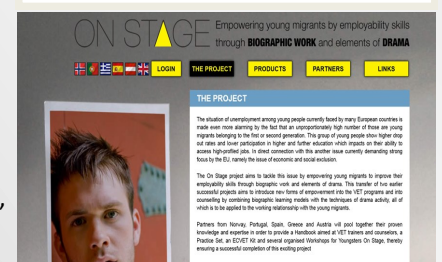 ON STAGE
Empowering young migrants by employability skills
through BIOGRAPHIC WORK and elements of DRAMA
LOGIN THE PROJECT PRODUCTS PARTNERS LINKS
THE PROJECT
The situation of unemployment among young people currently faced by many European countries is
made even more alarming by the fact that an unproportionately high number of those are young
migrants belonging to the first or second generation. This group of young people show higher drop
out rates and lower participation in higher and further education which impacts on their ability to
access high-profiled jobs. In direct connection with this another issue currently demanding strong
focus by the EU, namely the issue of economic and social exclusion.
The On Stage project aims to tackle this issue by empowering young migrants to improve their
employability skills through biographic work and elements of drama. This transfer of two earlier
successful projects aims to introduce new forms of empowerment into the VET programs and into
counselling by combining biographic learning models with the techniques of drama activity, all of
which is to be applied to the working relationship with the young migrants.
Partners from Norway, Portugal, Spain, Greece and Austria will pool together their proven
knowledge and expertise in order to provide a Handbook aimed at VET trainers and counselors, a
Practice Set, an ECVET Kit and several organised Workshops for Youngsters On Stage, thereby
ensuring a successful completion of this exciting project
,